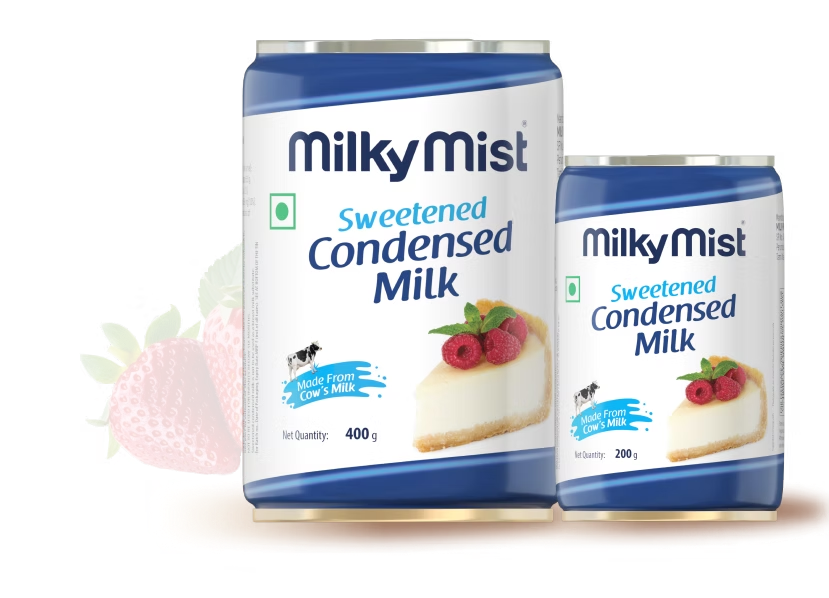 Milky Mist
Sweetened
Condensed
Milk
Made From
Cow's Milk
Net Quantity: 400 g
Milky Mist
Sweetened
Condensed
Milk
Made From
Cow's Milk
Net Quantity: 200 g